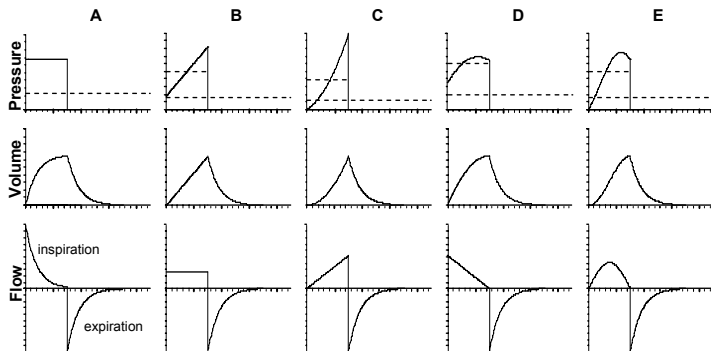 A B C D E
Pressure
Volume
Flow
inspiration
expiration